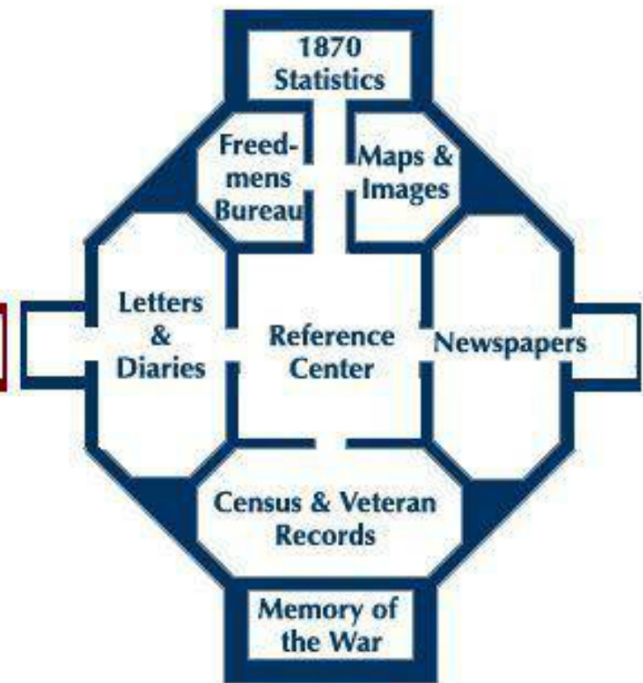 1870
Statistics
Freed-
mens
Bureau
Maps &
Images
Letters
&
Diaries
Reference
Center
Newspapers
Census & Veteran
Records
Memory of
the War